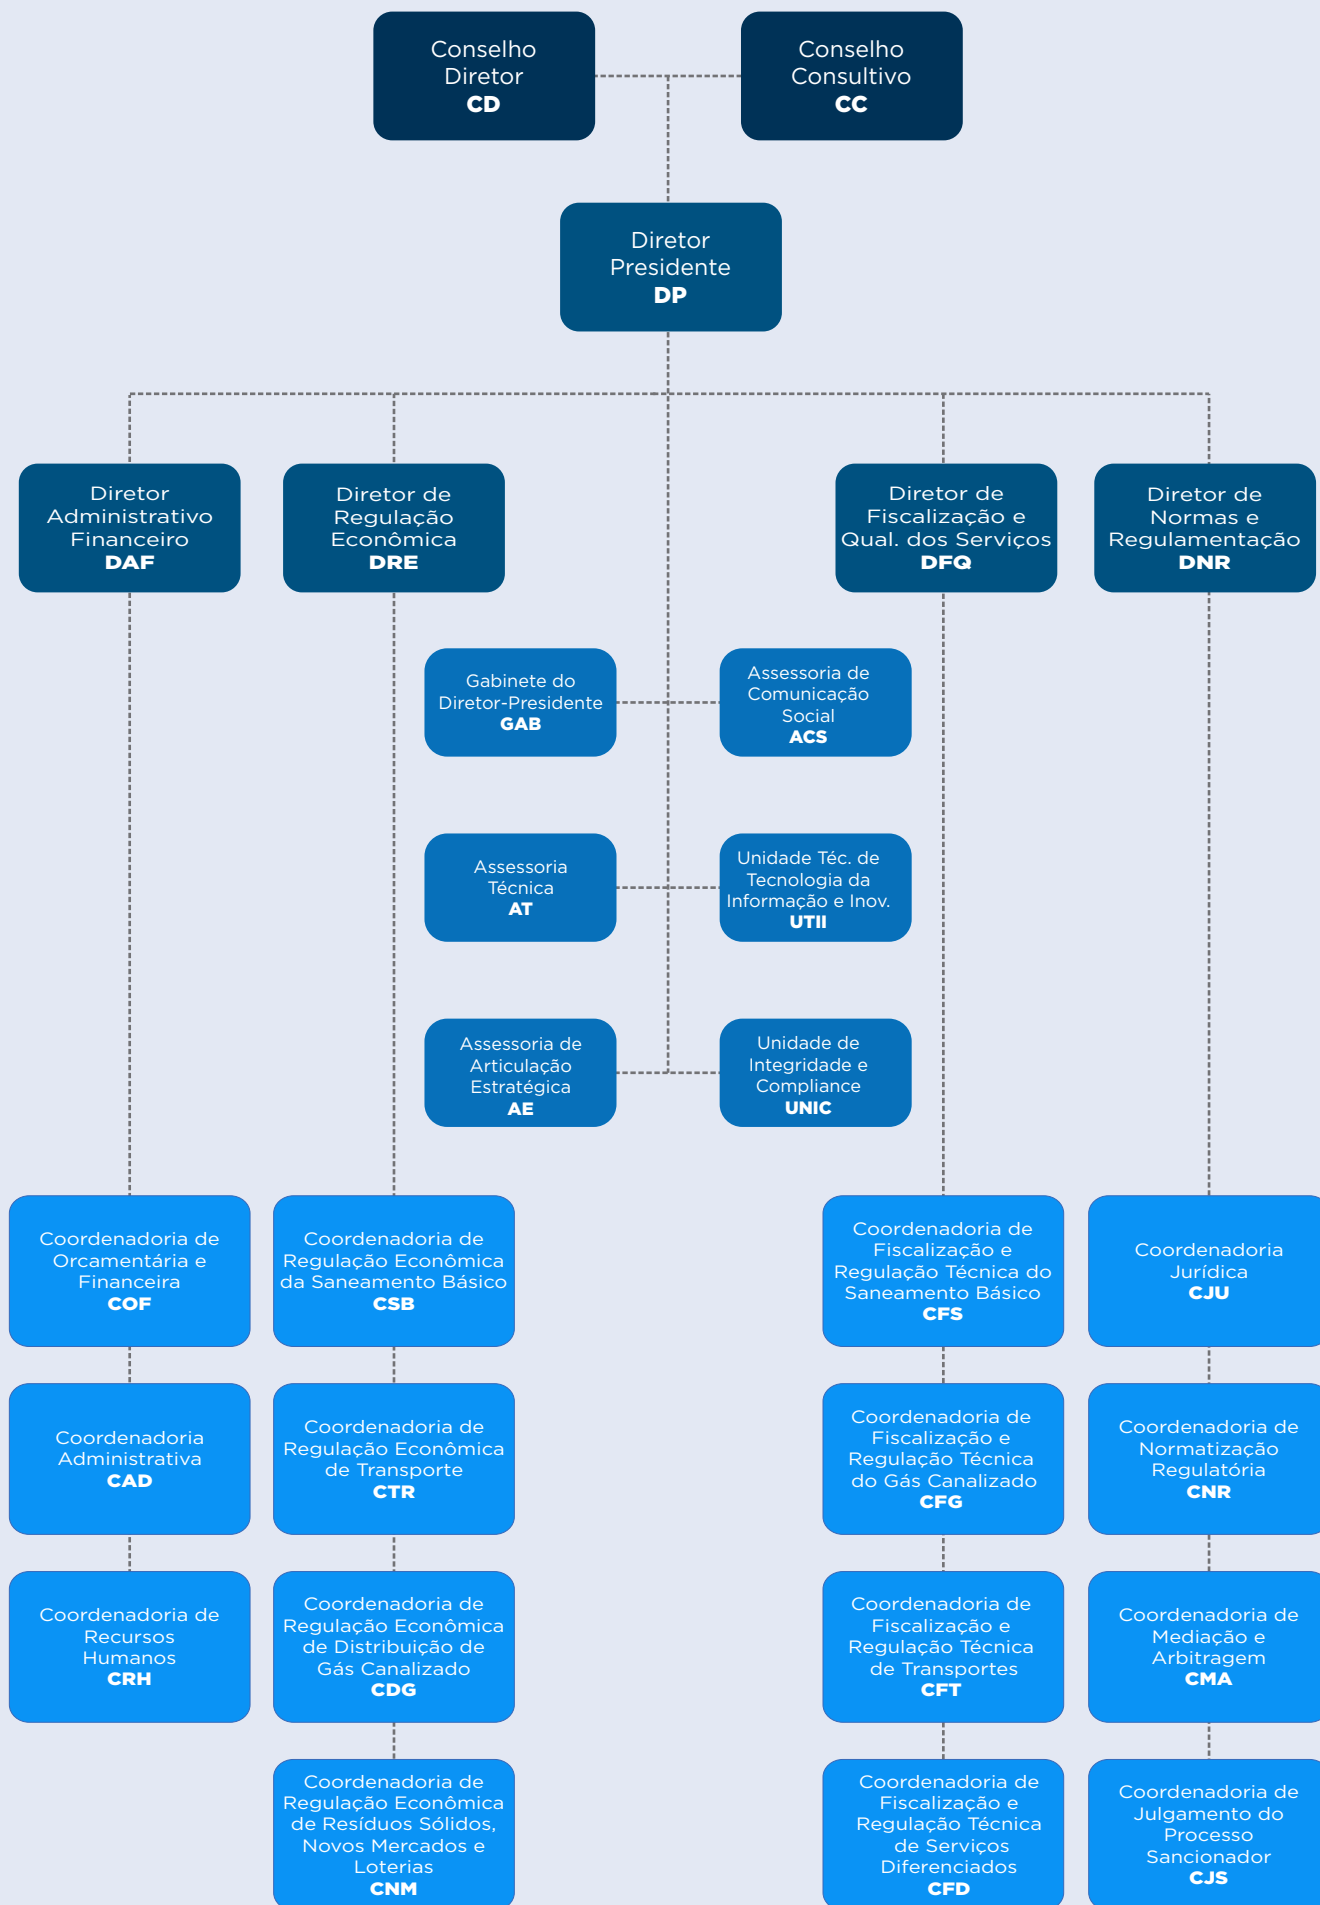 Conselho
Diretor
CD
Conselho
Consultivo
CC
Diretor
Presidente
DP
Diretor
Administrativo
Financeiro
DAF
Diretor de
Regulação
Econômica
DRE
Diretor de
Fiscalização e
Qual. dos Serviços
DFQ
Diretor de
Normas e
Regulamentação
DNR
Gabinete do
Diretor-Presidente
GAB
Assessoria de
Comunicação
Social
ACS
Assessoria
Técnica
AT
Unidade Téc. de
Tecnologia da
Informação e Inov.
UTII
Assessoria de
Articulação
Estratégica
AE
Unidade de
Integridade e
Compliance
UNIC
Coordenadoria de
Orcamentária e
Financeira
COF
Coordenadoria de
Regulação Econômica
da Saneamento Básico
CSB
Coordenadoria de
Fiscalização e
Regulação Técnica do
Saneamento Básico
CFS
Coordenadoria
Jurídica
CJU
Coordenadoria
Administrativa
CAD
Coordenadoria de
Regulação Econômica
de Transporte
CTR
Coordenadoria de
Fiscalização e
Regulação Técnica
do Gás Canalizado
CFG
Coordenadoria de
Normatização
Regulatória
CNR
Coordenadoria de
Recursos
Humanos
CRH
Coordenadoria de
Regulação Econômica
de Distribuição de
Gás Canalizado
CDG
Coordenadoria de
Fiscalização e
Regulação Técnica
de Transportes
CFT
Coordenadoria de
Mediação e
Arbitragem
CMA
Coordenadoria de
Regulação Econômica
de Resíduos Sólidos,
Novos Mercados e
Loterias
CNM
Coordenadoria de
Fiscalização e
Regulação Técnica
de Serviços
Diferenciados
CFD
Coordenadoria de
Julgamento do
Processo
Sancionador
CJS